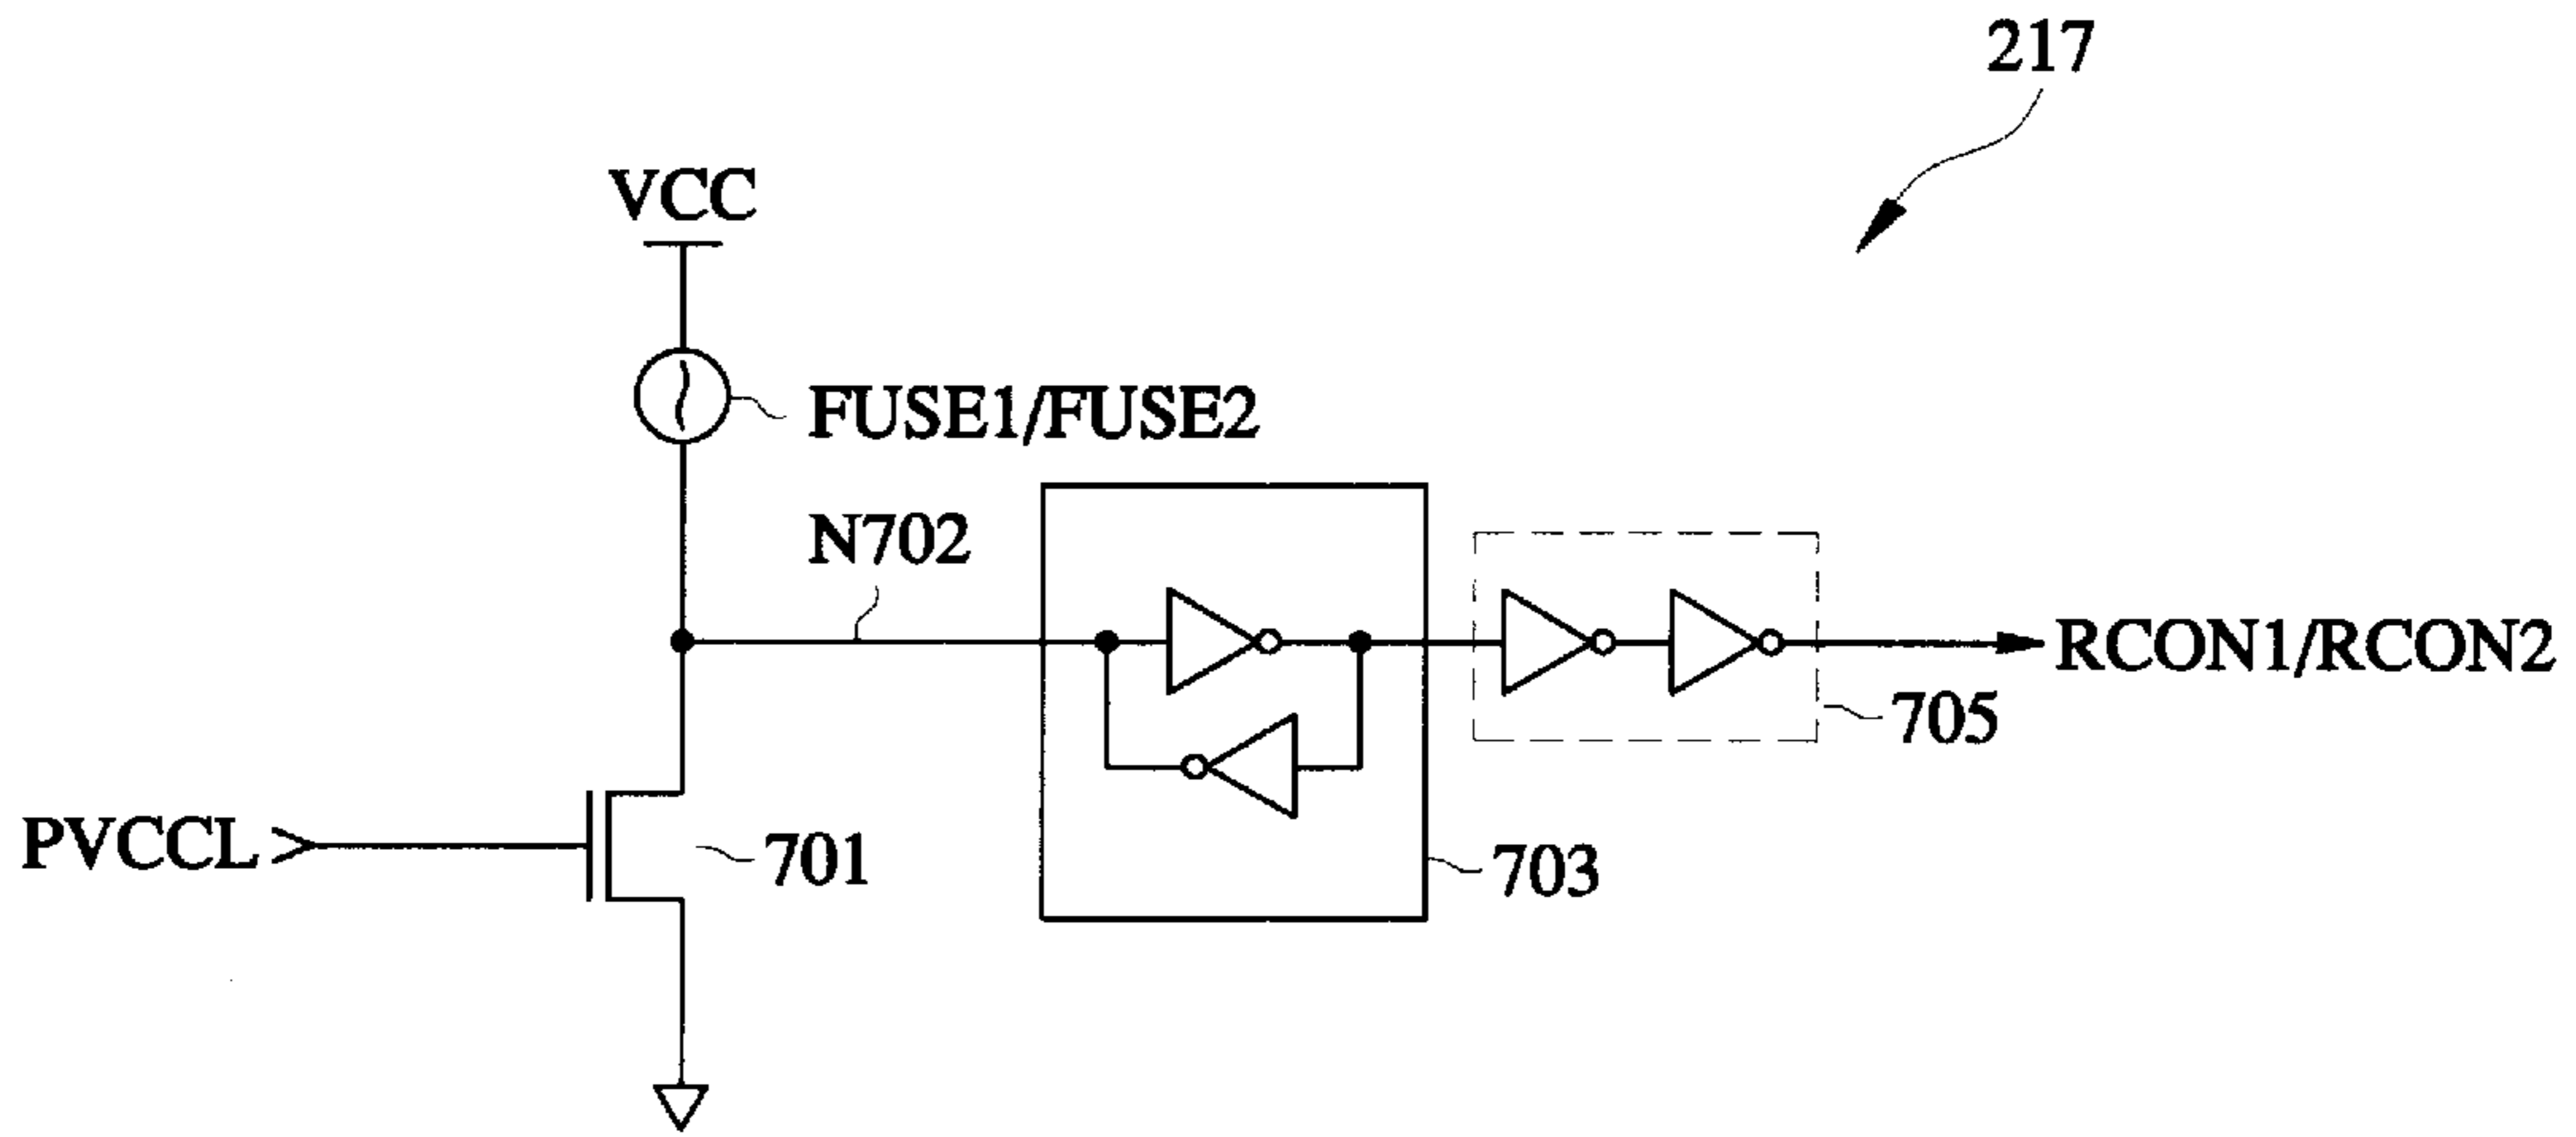 217
VCC
FUSE1/FUSE2
N702
RCON1/RCON2
705
PVCCL
701
703